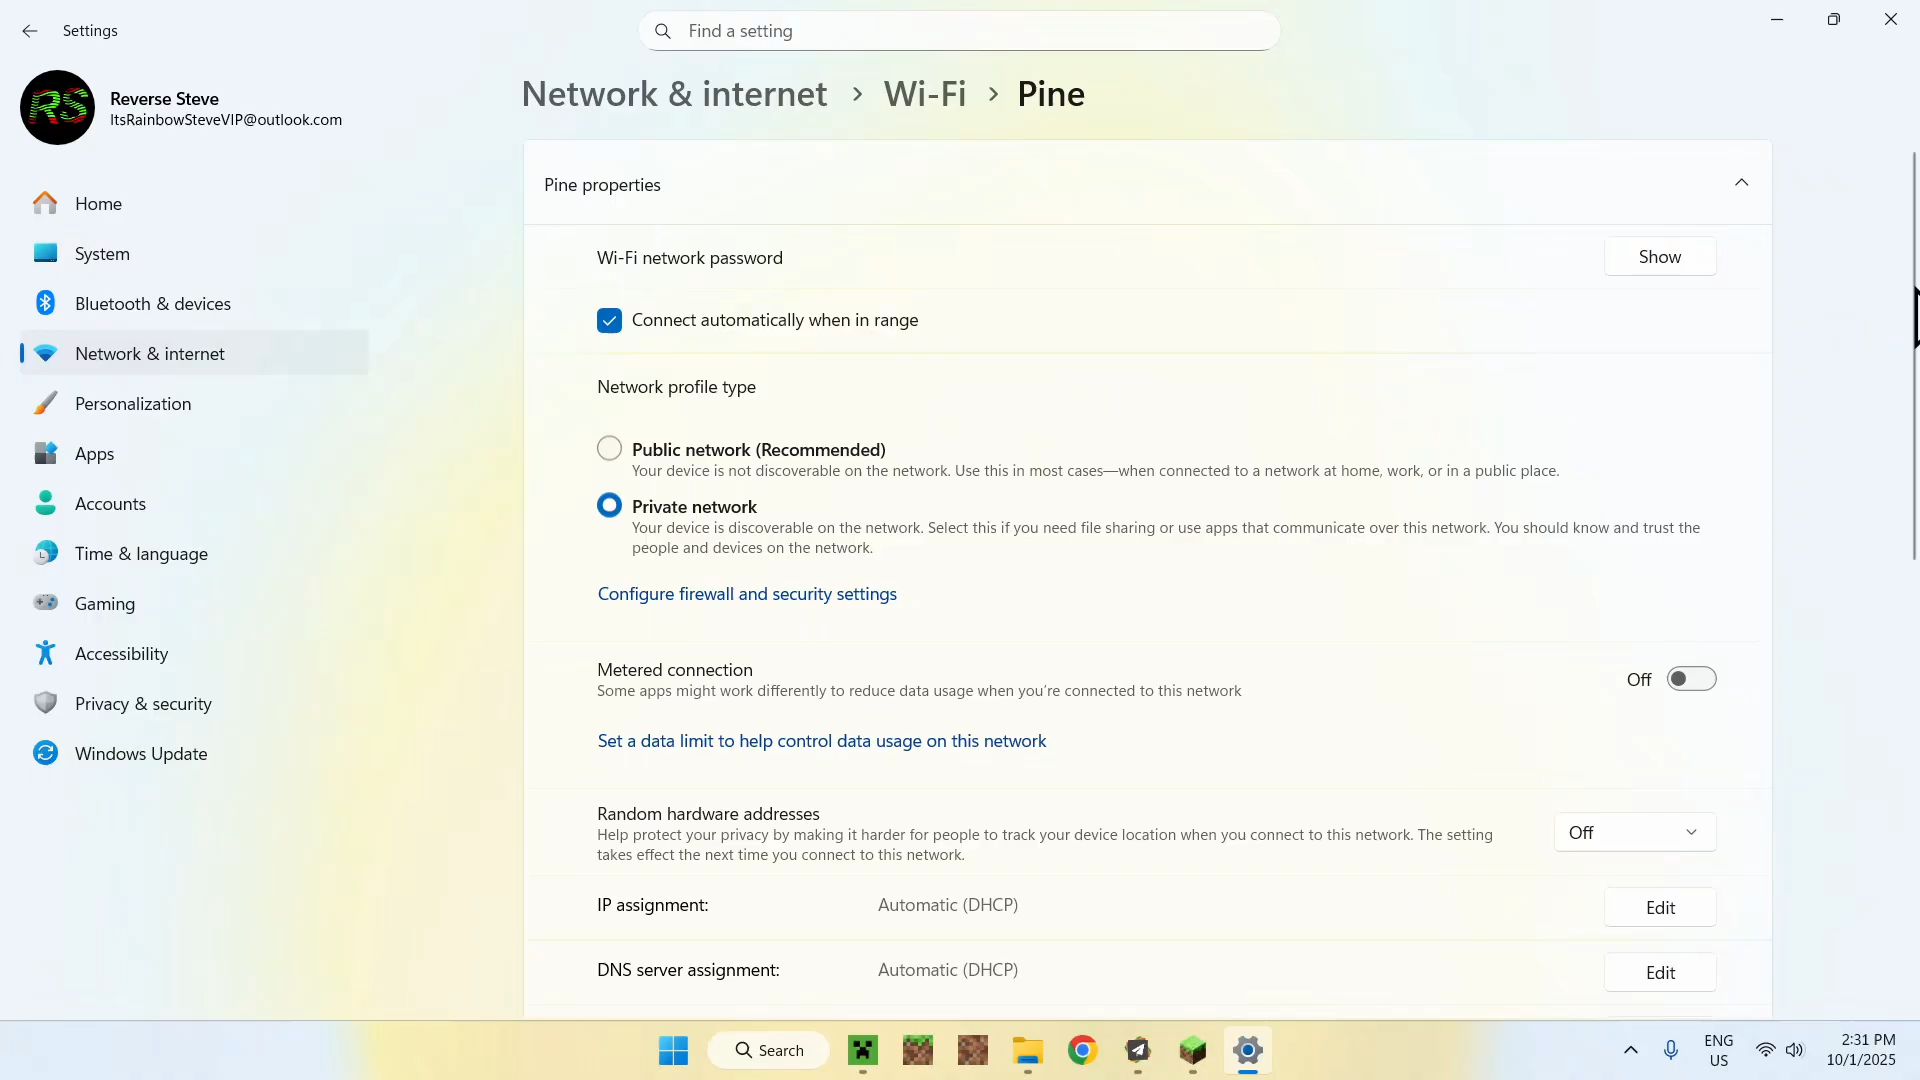 Settings
Find a setting
RS
Reverse Steve
ItsRainbowSteveVIP@outlook.com
Home
System
Bluetooth & devices
Network & internet
Personalization
Apps
Accounts
Time & language
Gaming
Accessibility
Privacy & security
Windows Update
Network & internet > Wi-Fi > Pine
Pine properties
Wi-Fi network password
Show
Connect automatically when in range
Network profile type
Public network (Recommended)
Your device is not discoverable on the network. Use this in most cases—when connected to a network at home, work, or in a public place.
Private network
Your device is discoverable on the network. Select this if you need file sharing or use apps that communicate over this network. You should know and trust the
people and devices on the network.
Configure firewall and security settings
Metered connection
Some apps might work differently to reduce data usage when you're connected to this network
Off
Set a data limit to help control data usage on this network
Random hardware addresses
Help protect your privacy by making it harder for people to track your device location when you connect to this network. The setting
takes effect the next time you connect to this network.
Off
IP assignment: Automatic (DHCP)
Edit
DNS server assignment: Automatic (DHCP)
Edit
Search
ENG
US
2:31 PM
10/1/2025